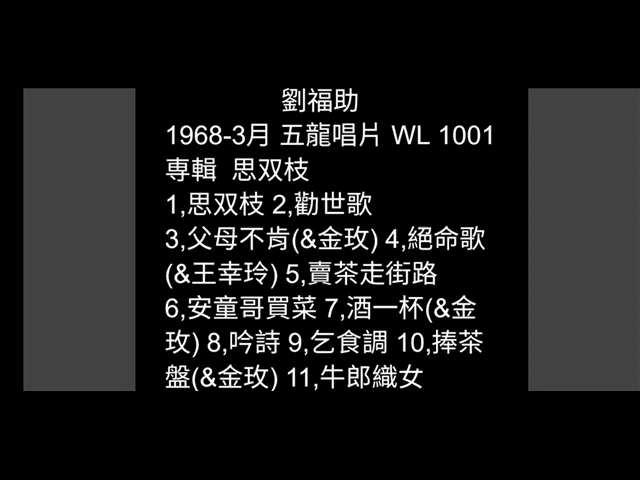 劉福助
1968-3月 五龍唱片 WL 1001
專輯 思双枝
1,思双枝 2,勸世歌
3,父母不肯(&金玫) 4,絕命歌
(&王幸玲) 5,賣茶走街路
6,安童哥買菜 7,酒一杯(&金
玫) 8,吟詩 9,乞食調 10,捧茶
盤(&金玫) 11,牛郎織女